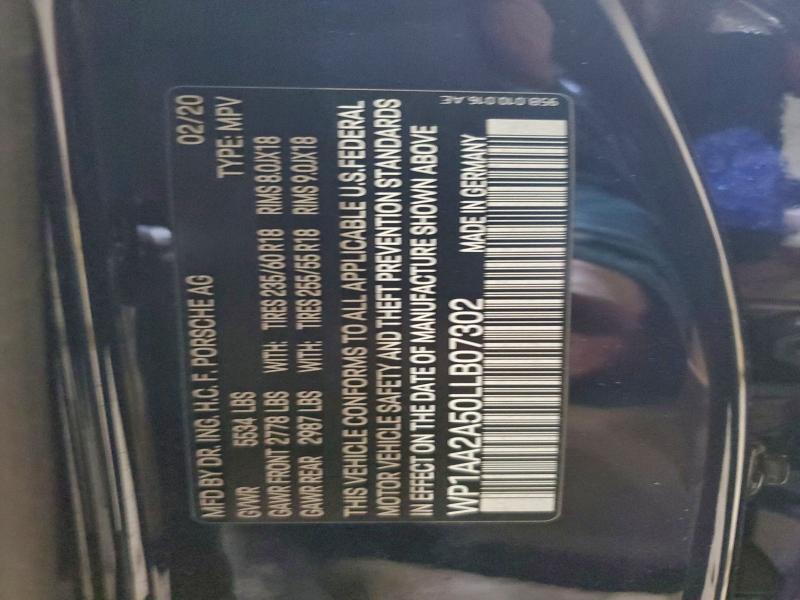 MFD BY DR. ING. H.C. F. PORSCHE AG 02/20
GVWR 5534 LBS TYPE: MPV
GAWR FRONT 2778 LBS WITH: TIRES 235/60 R18 RIMS 8.0JX18
GAWR REAR 2987 LBS WITH: TIRES 255/55 R18 RIMS 9.0JX18
THIS VEHICLE CONFORMS TO ALL APPLICABLE U.S. FEDERAL
MOTOR VEHICLE SAFETY AND THEFT PREVENTION STANDARDS
IN EFFECT ON THE DATE OF MANUFACTURE SHOWN ABOVE
WP1AA2A50LLB07302 MADE IN GERMANY
95B.010.016.AE